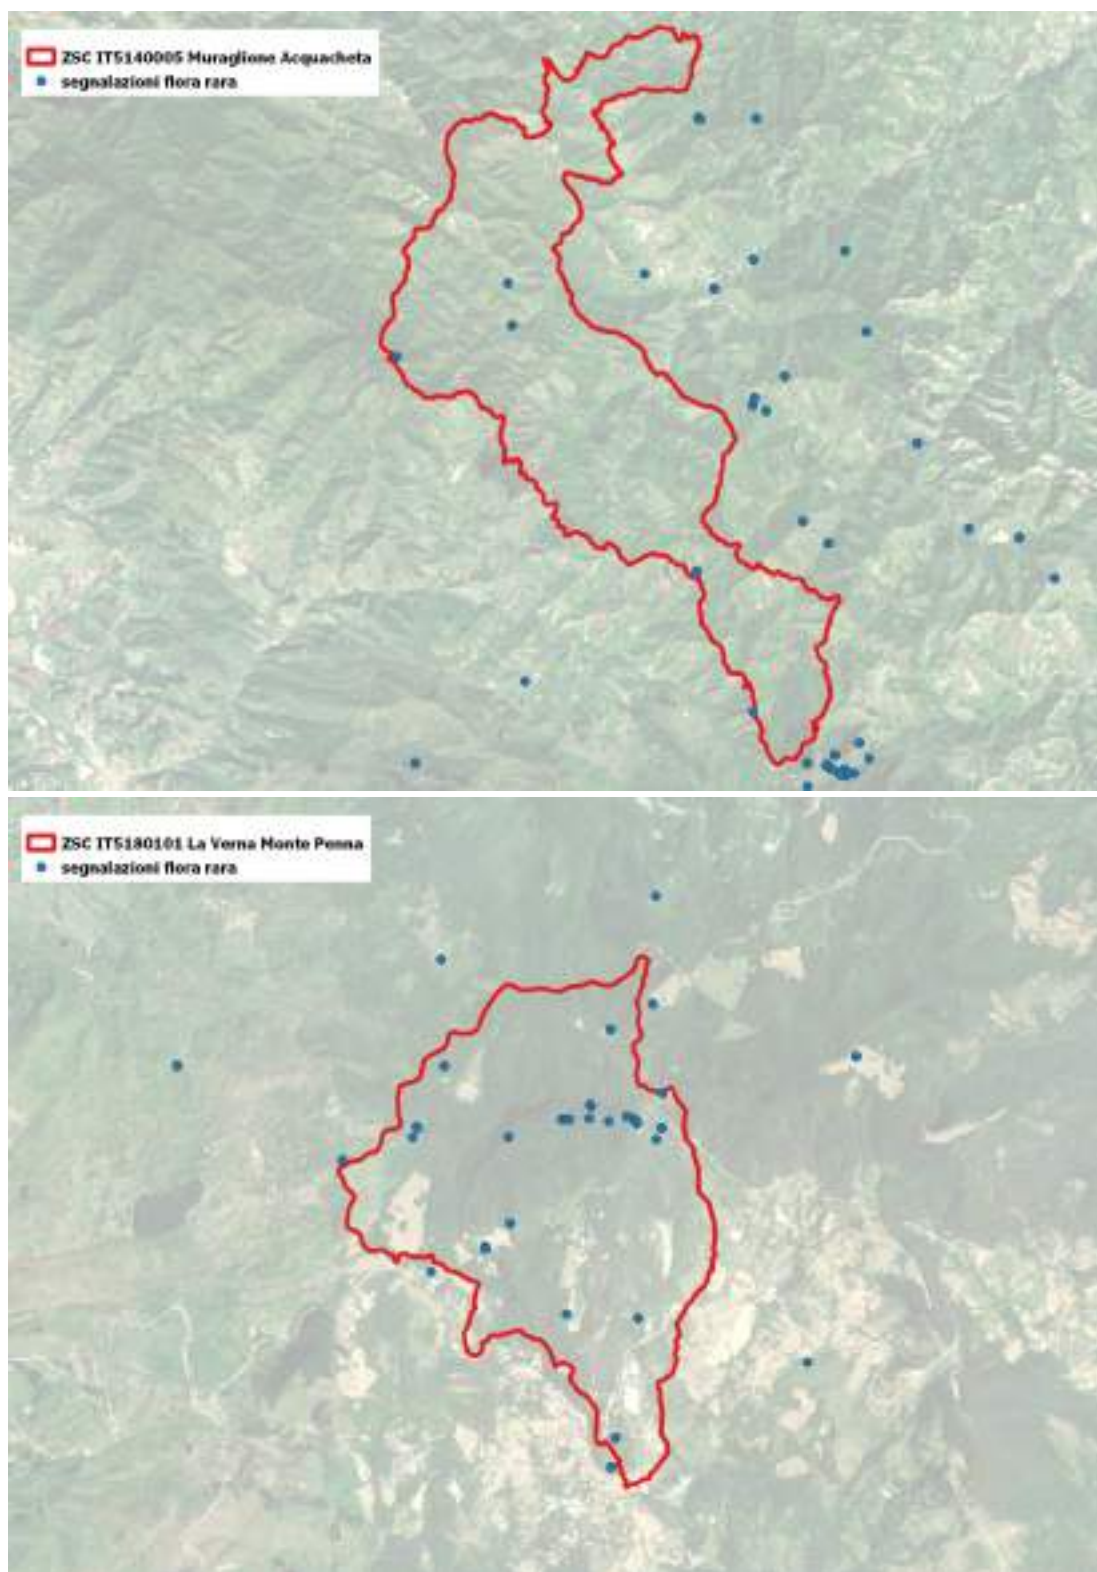 ZSC IT5140005 Muraglione Acquacheta
segnalazioni flora rara
ZSC IT5180101 La Verna Monte Penna
segnalazioni flora rara